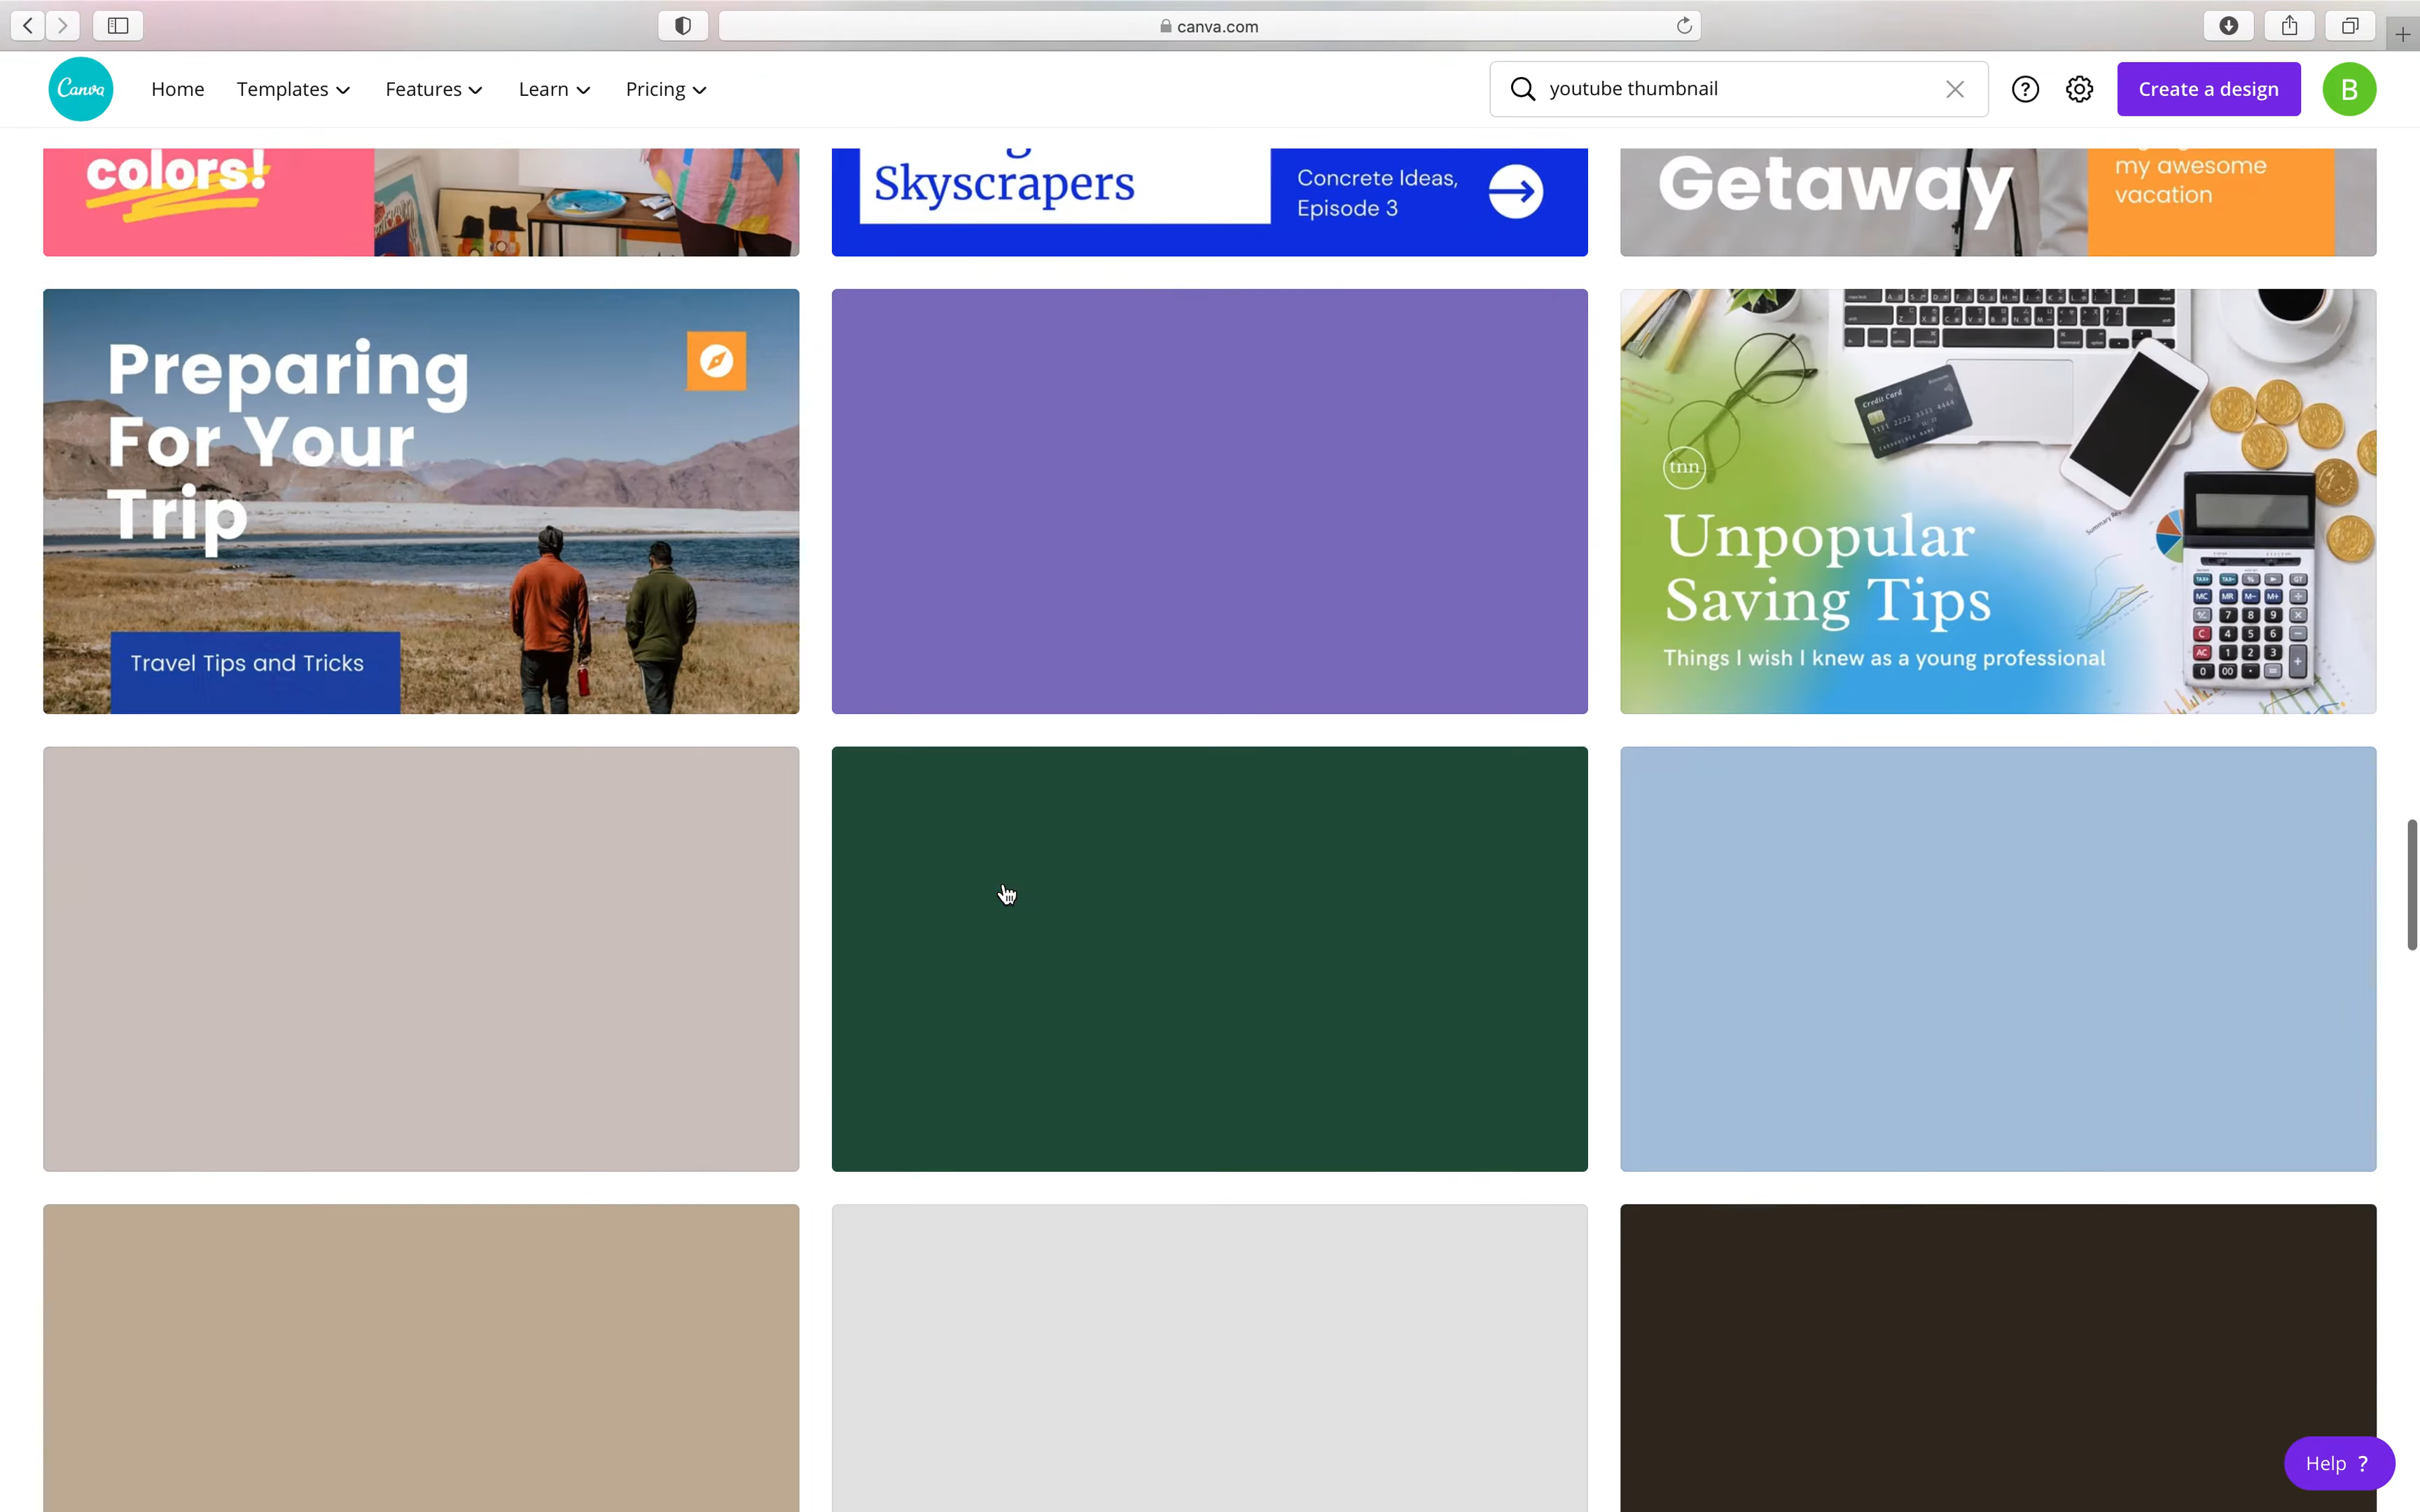 canva.com
Canva
Home
Templates
Features
Learn
Pricing
youtube thumbnail
Create a design
B
colors!
Skyscrapers
Concrete Ideas,
Episode 3
Getaway
my awesome
vacation
Preparing
For Your
Trip
Travel Tips and Tricks
Credit Card
tnn
Unpopular
Saving Tips
Things I wish I knew as a young professional
Help ?